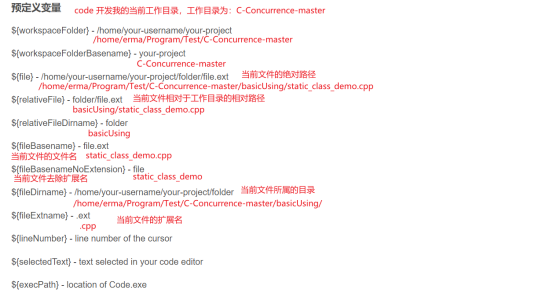 预定义变量 code 开发我的当前工作目录，工作目录为：C-Concurrence-master
${workspaceFolder} - /home/your-username/your-project
/home/erma/Program/Test/C-Concurrence-master
${workspaceFolderBasename} - your-project
C-Concurrence-master
${file} - /home/your-username/your-project/folder/file.ext 当前文件的绝对路径
/home/erma/Program/Test/C-Concurrence-master/basicUsing/static_class_demo.cpp
${relativeFile} - folder/file.ext 当前文件相对于工作目录的相对路径
basicUsing/static_class_demo.cpp
${relativeFileDirname} - folder
basicUsing
${fileBasename} - file.ext
当前文件的文件名 static_class_demo.cpp
${fileBasenameNoExtension} - file
当前文件去除扩展名 static_class_demo
${fileDirname} - /home/your-username/your-project/folder 当前文件所属的目录
/home/erma/Program/Test/C-Concurrence-master/basicUsing/
${fileExtname} - .ext 当前文件的扩展名
.cpp
${lineNumber} - line number of the cursor
${selectedText} - text selected in your code editor
${execPath} - location of Code.exe